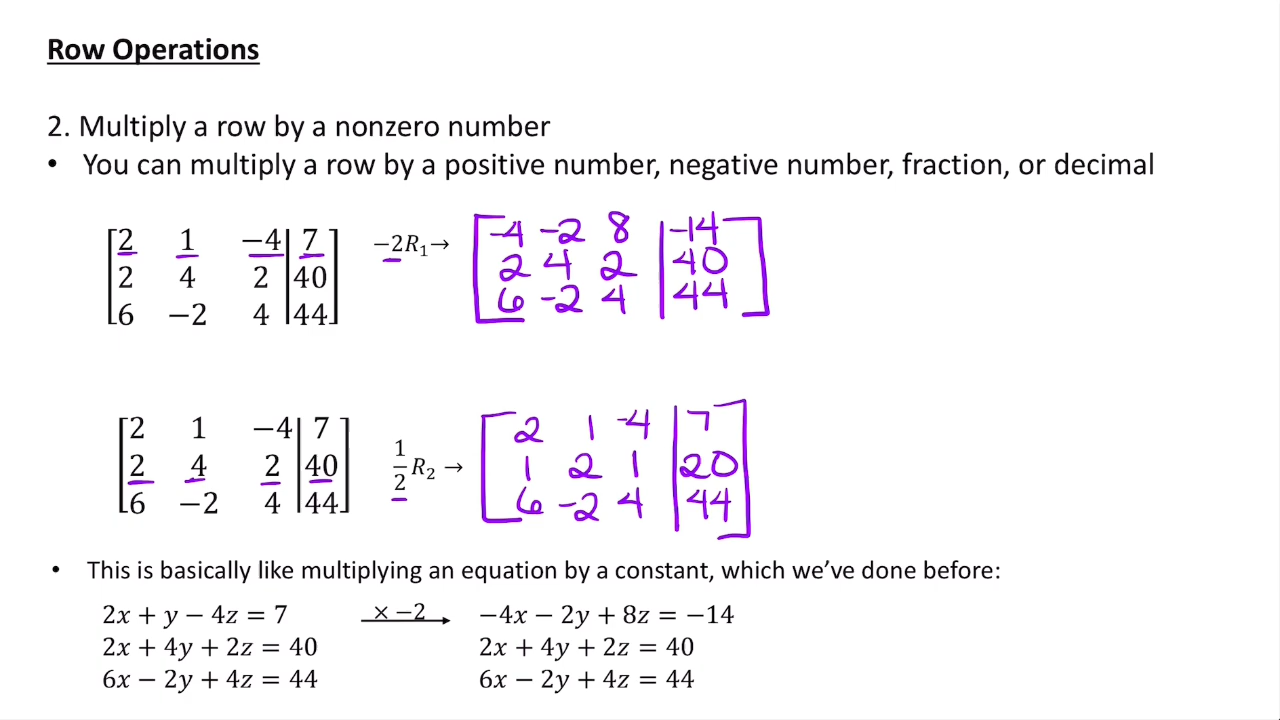 Row Operations
2. Multiply a row by a nonzero number
• You can multiply a row by a positive number, negative number, fraction, or decimal
[2 1 −4|7] −2R₁→ [-4 -2 8|-14]
[2 4 2|40] [2 4 2|40]
[6 −2 4|44] [6 -2 4|44]
[2 1 −4|7] [2 1 -4|7]
[2 4 2|40] 1/2 R₂ → [1 2 1|20]
[6 −2 4|44] [6 -2 4|44]
• This is basically like multiplying an equation by a constant, which we’ve done before:
2x + y − 4z = 7 × −2 −4x − 2y + 8z = −14
2x + 4y + 2z = 40 2x + 4y + 2z = 40
6x − 2y + 4z = 44 6x − 2y + 4z = 44